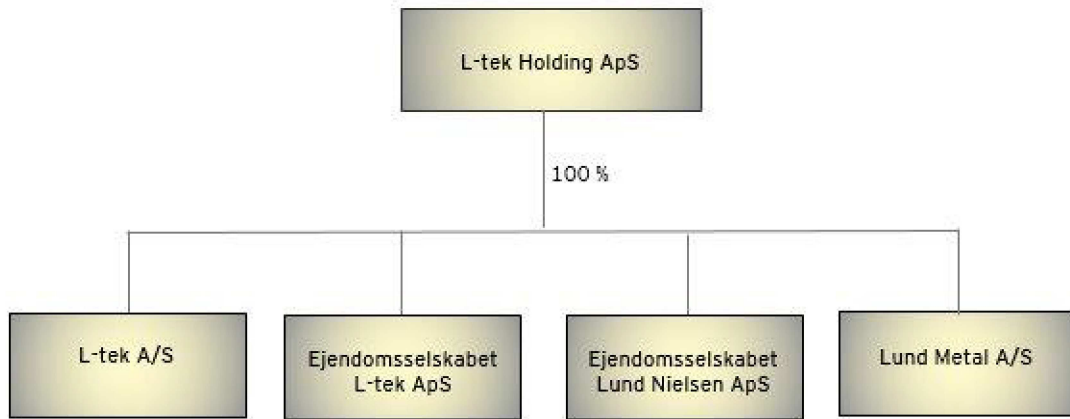 L-tek Holding ApS
100 %
L-tek A/S
Ejendomsselskabet
L-tek ApS
Ejendomsselskabet
Lund Nielsen ApS
Lund Metal A/S